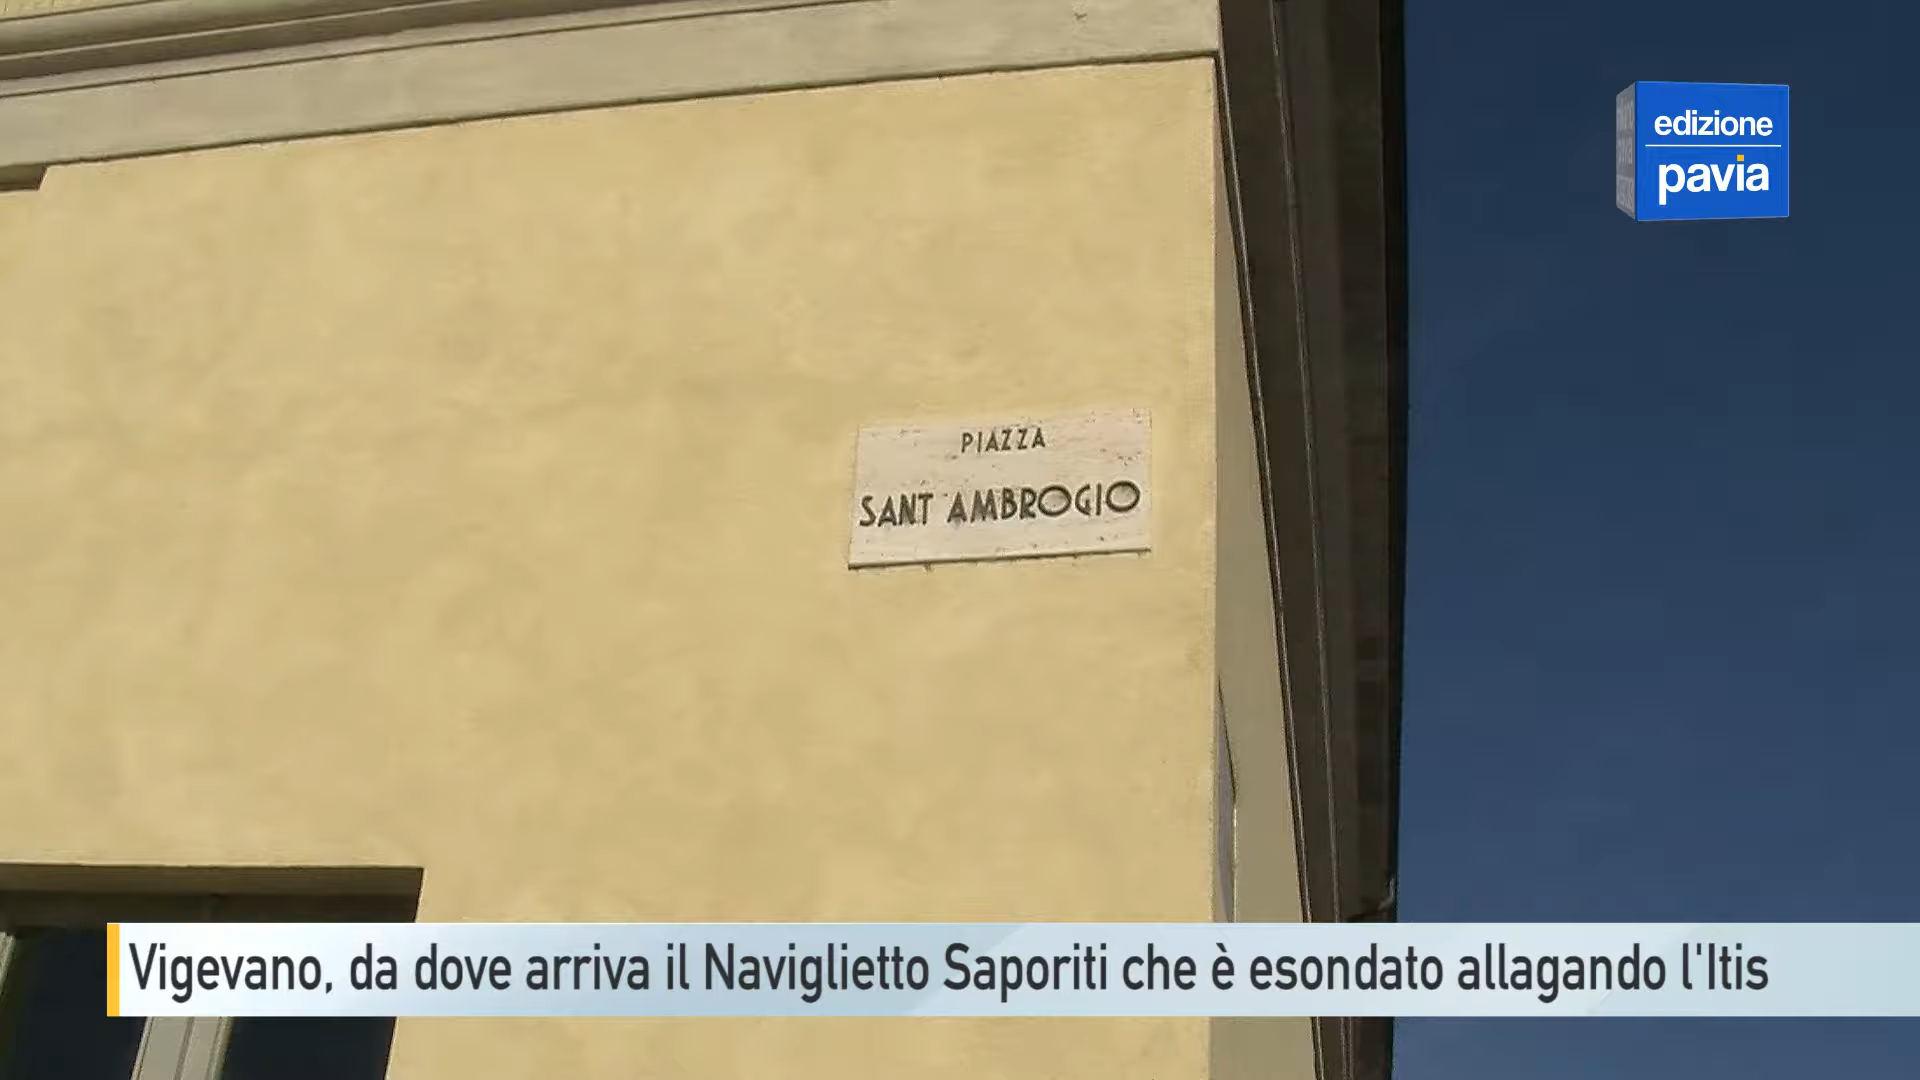 edizione
pavia
PIAZZA
SANT AMBROGIO
Vigevano, da dove arriva il Naviglietto Saporiti che è esondato allagando l'Itis